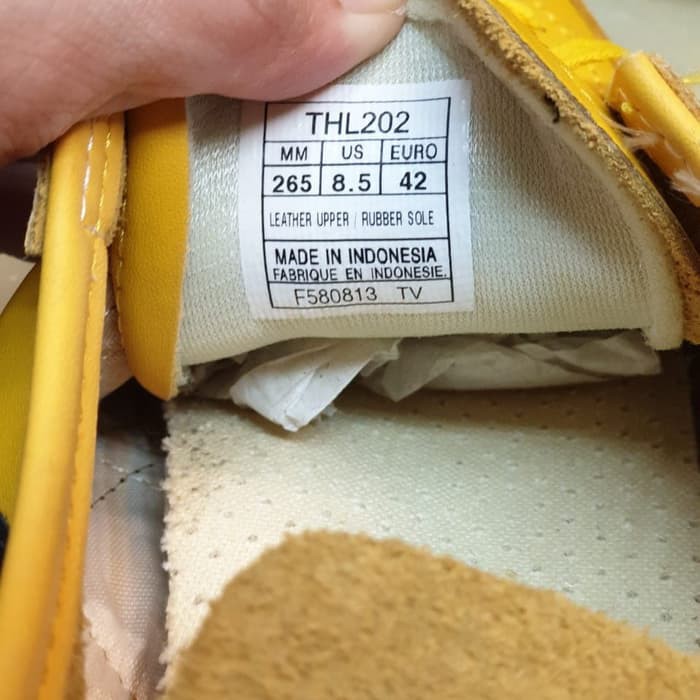 THL202
MM US EURO
265 8.5 42
LEATHER UPPER / RUBBER SOLE
MADE IN INDONESIA
FABRIQUE EN INDONESIE.
F580813 TV